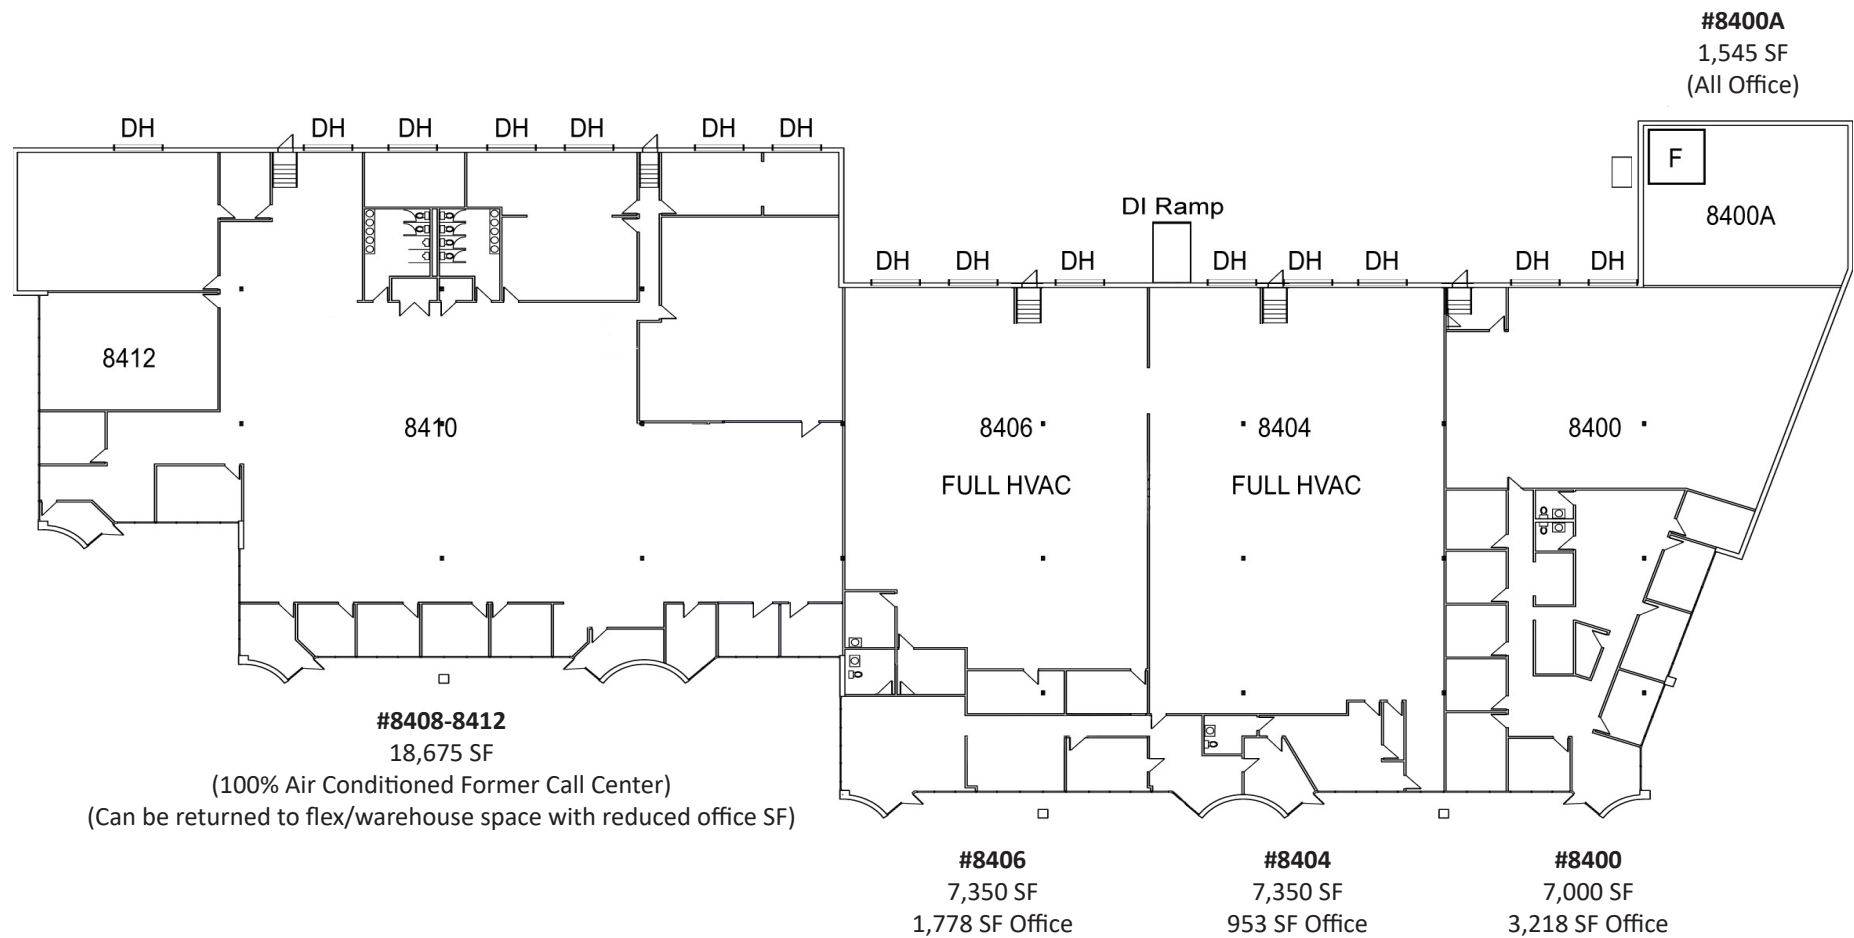 #8400A
1,545 SF
(All Office)
DH DH DH DH DH DH DH
F
8400A
DI Ramp
DH DH DH DH DH DH DH DH
8412
8410
8406
8404
8400
FULL HVAC
FULL HVAC
#8408-8412
18,675 SF
(100% Air Conditioned Former Call Center)
(Can be returned to flex/warehouse space with reduced office SF)
#8406
7,350 SF
1,778 SF Office
#8404
7,350 SF
953 SF Office
#8400
7,000 SF
3,218 SF Office